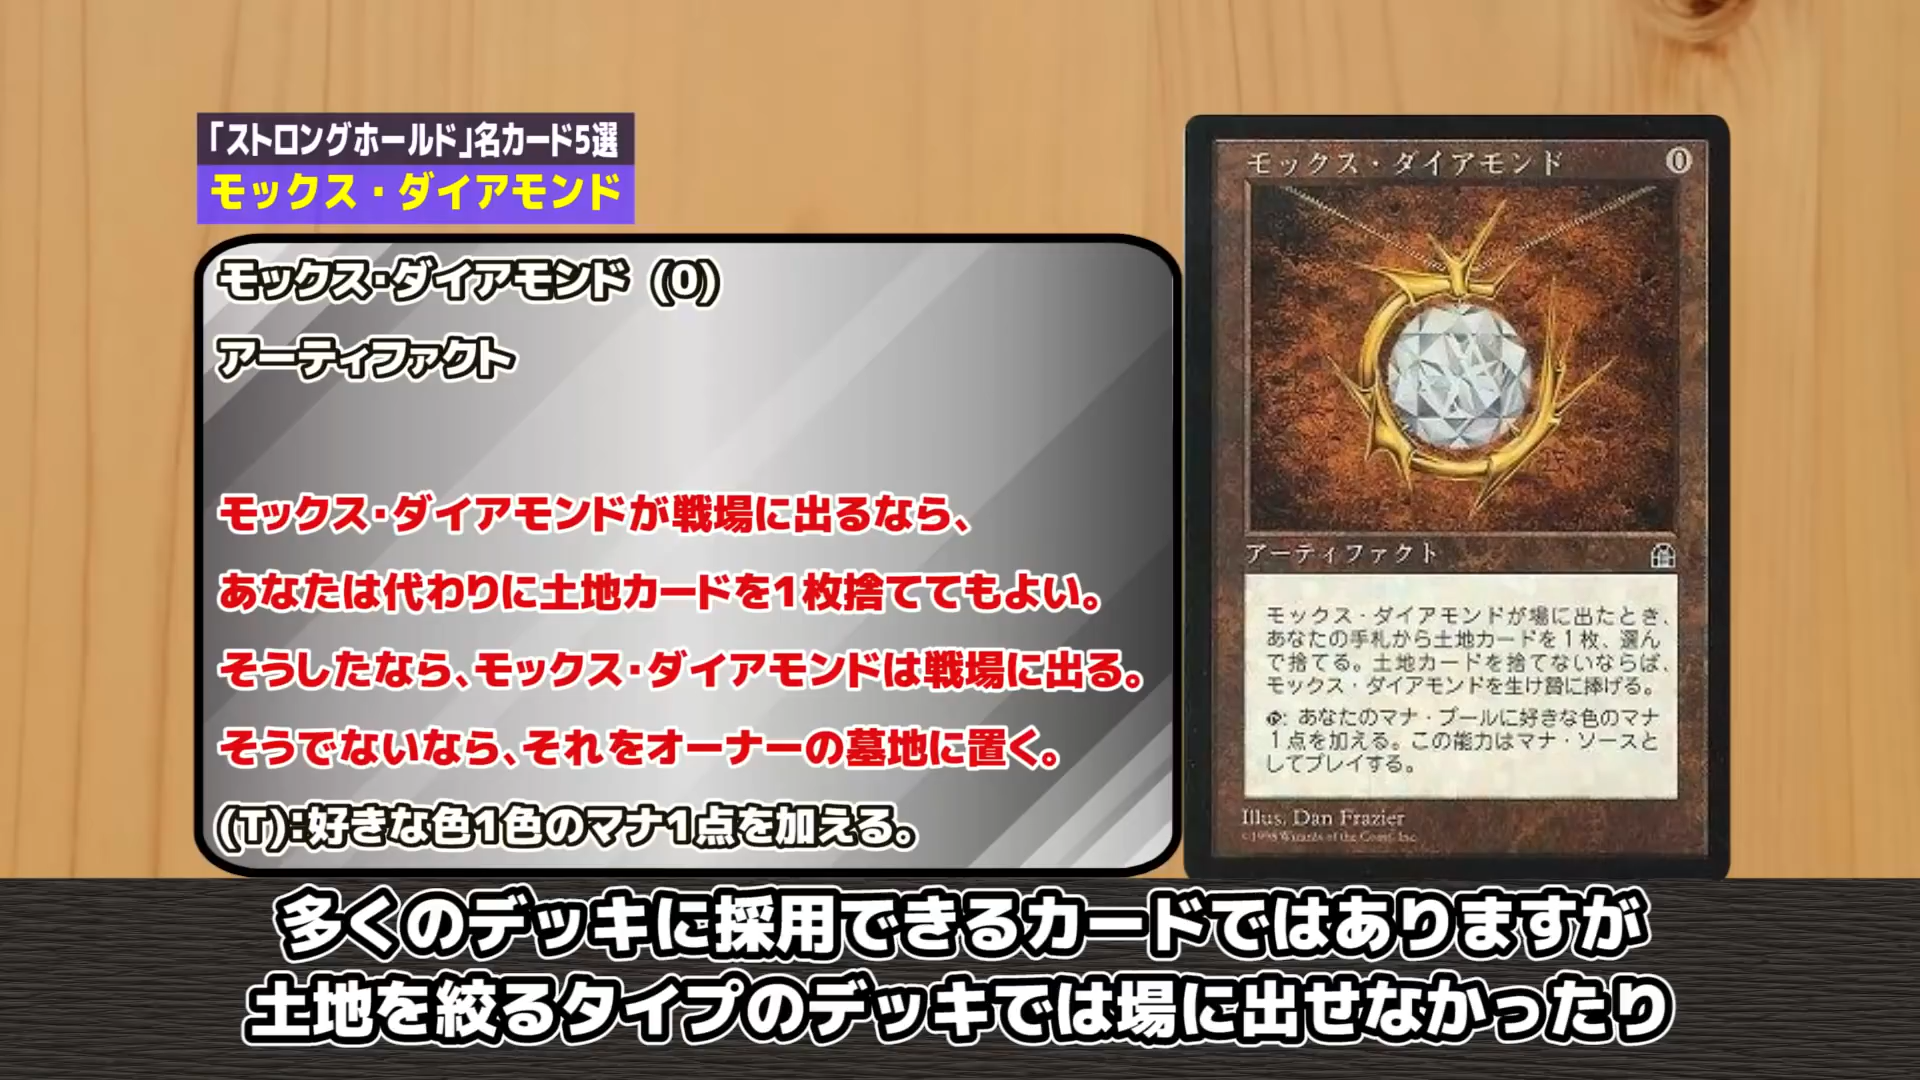 「ストロングホールド」名カード5選
モックス・ダイアモンド
モックス・ダイアモンド (0)
アーティファクト
モックス・ダイアモンドが戦場に出るなら、
あなたは代わりに土地カードを1枚捨ててもよい。
そうしたなら、モックス・ダイアモンドは戦場に出る。
そうでないなら、それをオーナーの墓地に置く。
(T):好きな色1色のマナ1点を加える。
モックス・ダイアモンド 0
アーティファクト
モックス・ダイアモンドが場に出たとき、
あなたの手札から土地カードを1枚、選ん
で捨てる。土地カードを捨てないならば、
モックス・ダイアモンドを生け贄に捧げる。
: あなたのマナ・プールに好きな色のマナ
1点を加える。この能力はマナ・ソースと
してプレイする。
Illus. Dan Frazier
©1998 Wizards of the Coast, Inc.
多くのデッキに採用できるカードではありますが
土地を絞るタイプのデッキでは場に出せなかったり